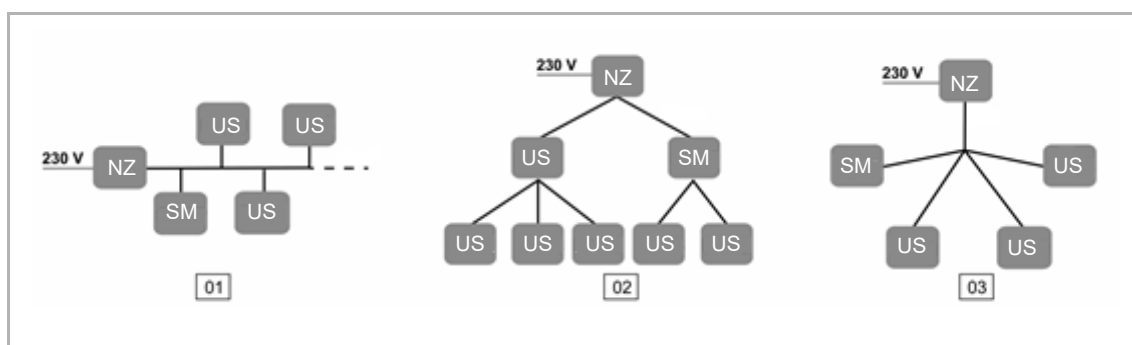 230 V NZ US US SM US
01
230 V NZ
US SM
US US US US US
02
230 V NZ
SM US
US US
03